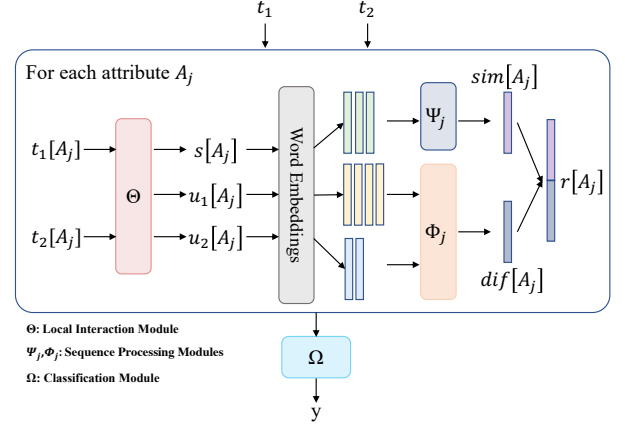 t₁ t₂
For each attribute Aⱼ
sim[Aⱼ]
Ψⱼ
t₁[Aⱼ] s[Aⱼ]
Θ u₁[Aⱼ] Word Embeddings r[Aⱼ]
t₂[Aⱼ] u₂[Aⱼ] Φⱼ
dif[Aⱼ]
Θ: Local Interaction Module
Ψⱼ,Φⱼ: Sequence Processing Modules
Ω: Classification Module
Ω
y